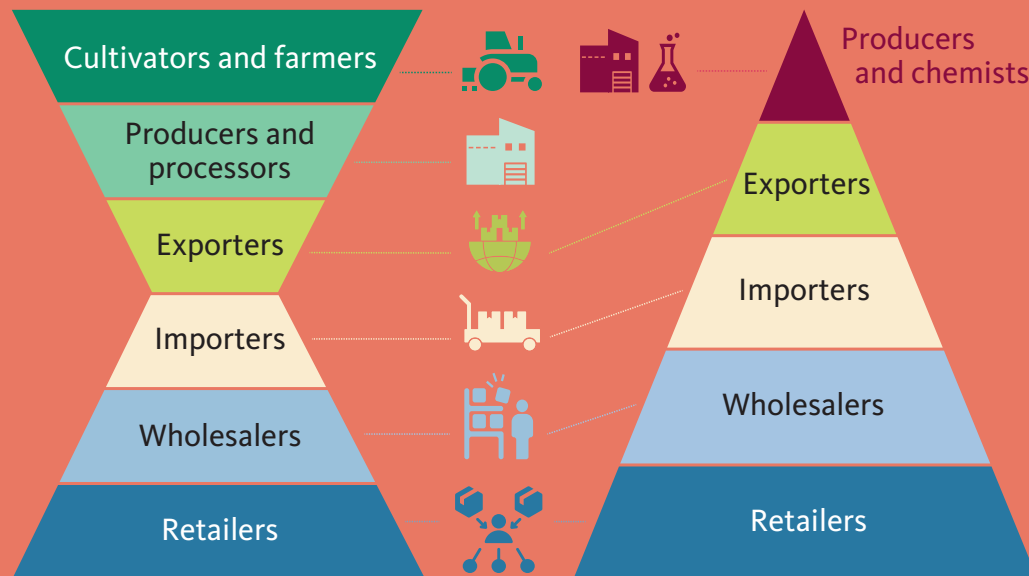 Cultivators and farmers
Producers and
processors
Exporters
Importers
Wholesalers
Retailers
Producers
and chemists
Exporters
Importers
Wholesalers
Retailers